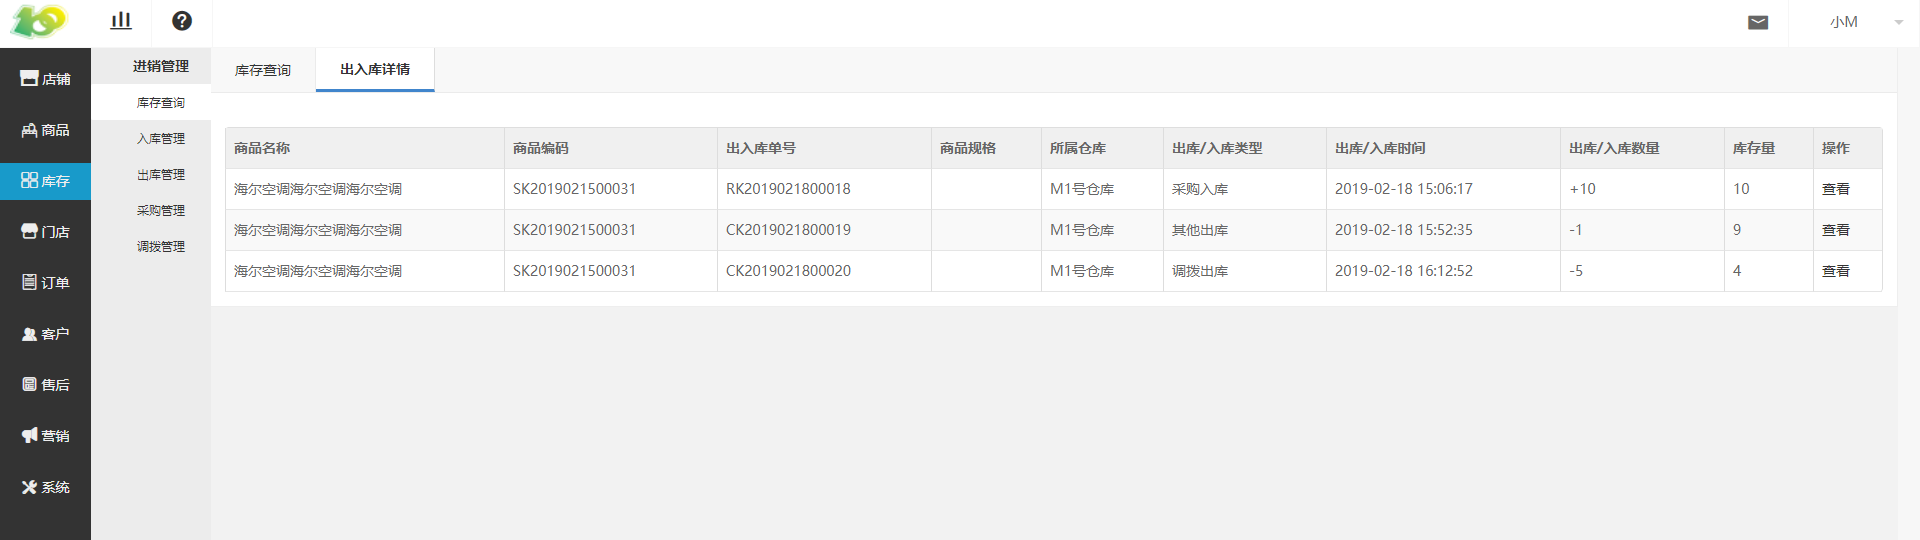 小M
店铺
商品
库存
门店
订单
客户
售后
营销
系统
进销管理
库存查询
入库管理
出库管理
采购管理
调拨管理
库存查询 出入库详情
商品名称 商品编码 出入库单号 商品规格 所属仓库 出库/入库类型 出库/入库时间 出库/入库数量 库存量 操作
海尔空调海尔空调海尔空调 SK2019021500031 RK2019021800018 M1号仓库 采购入库 2019-02-18 15:06:17 +10 10 查看
海尔空调海尔空调海尔空调 SK2019021500031 CK2019021800019 M1号仓库 其他出库 2019-02-18 15:52:35 -1 9 查看
海尔空调海尔空调海尔空调 SK2019021500031 CK2019021800020 M1号仓库 调拨出库 2019-02-18 16:12:52 -5 4 查看